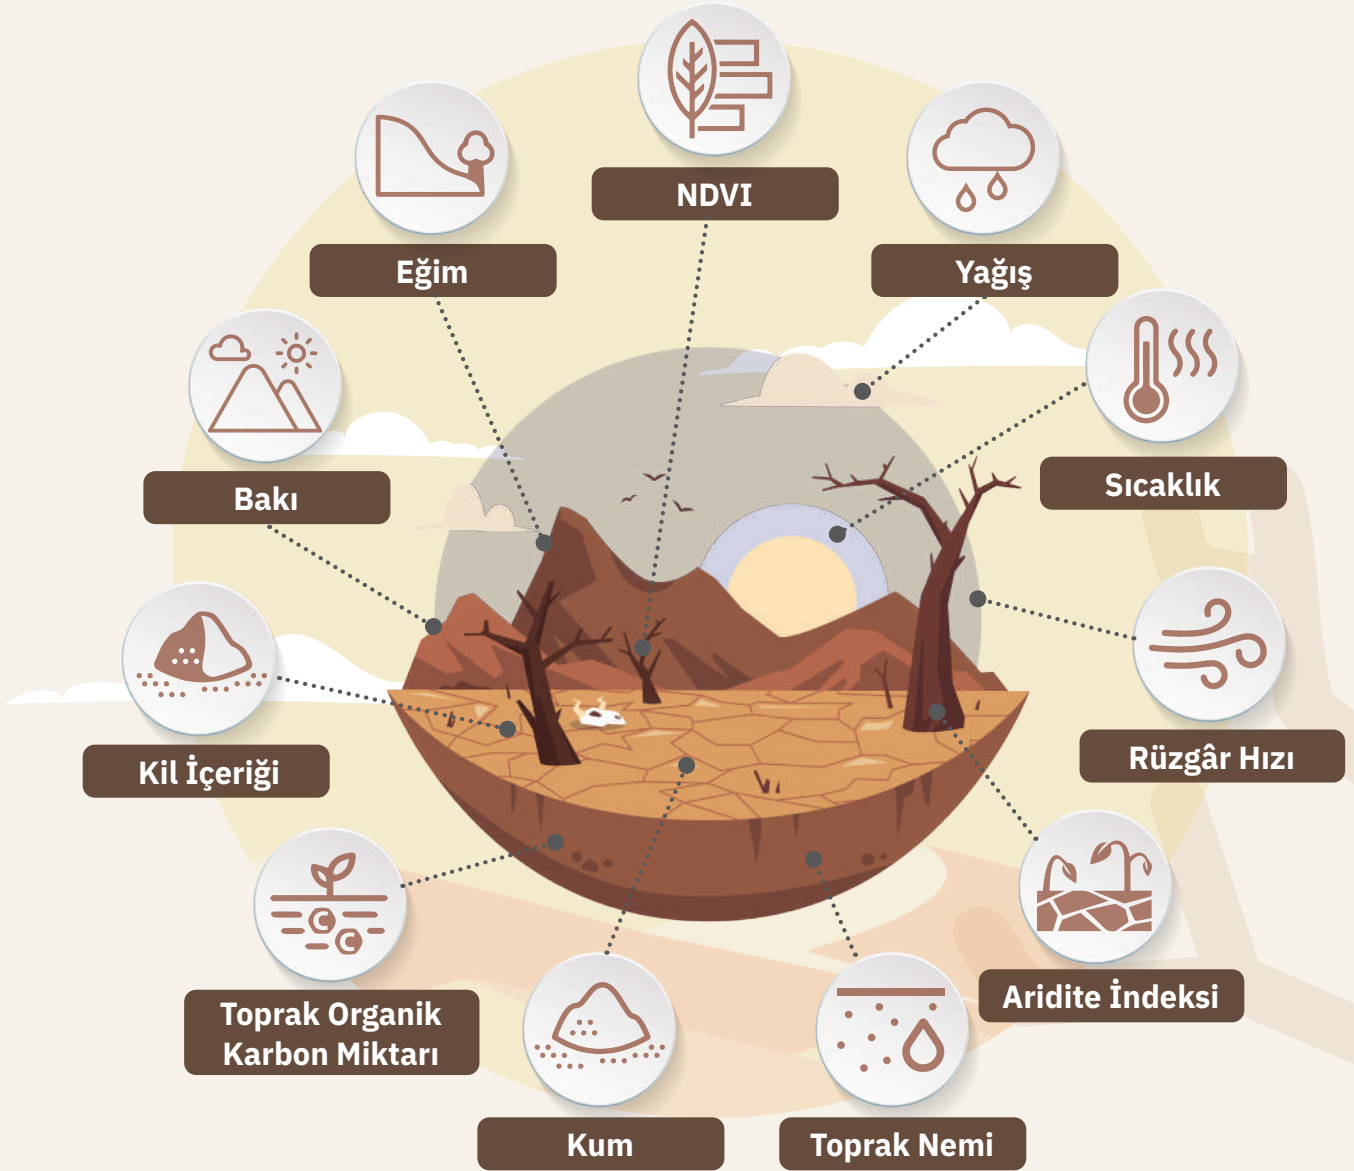 NDVI
Eğim
Yağış
Bakı
Sıcaklık
Kil İçeriği
Rüzgâr Hızı
Toprak Organik
Karbon Miktarı
Aridite İndeksi
Kum
Toprak Nemi